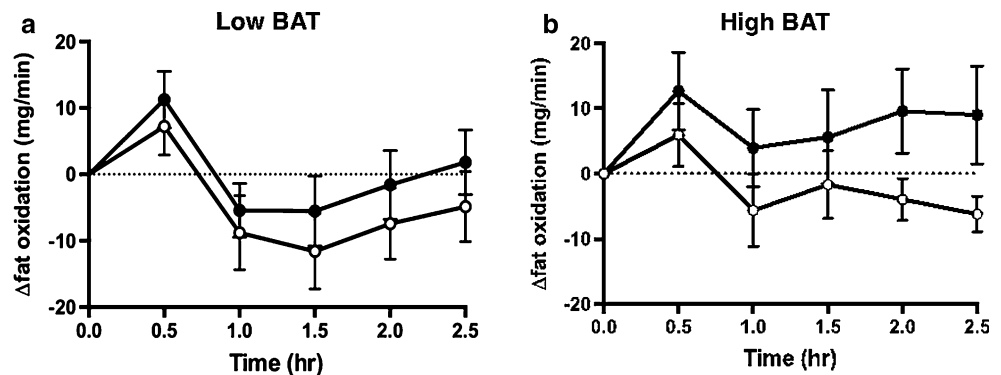 a
Low BAT
Δfat oxidation (mg/min)
20
10
0
-10
-20
0.0 0.5 1.0 1.5 2.0 2.5
Time (hr)
b
High BAT
Δfat oxidation (mg/min)
20
10
0
-10
-20
0.0 0.5 1.0 1.5 2.0 2.5
Time (hr)